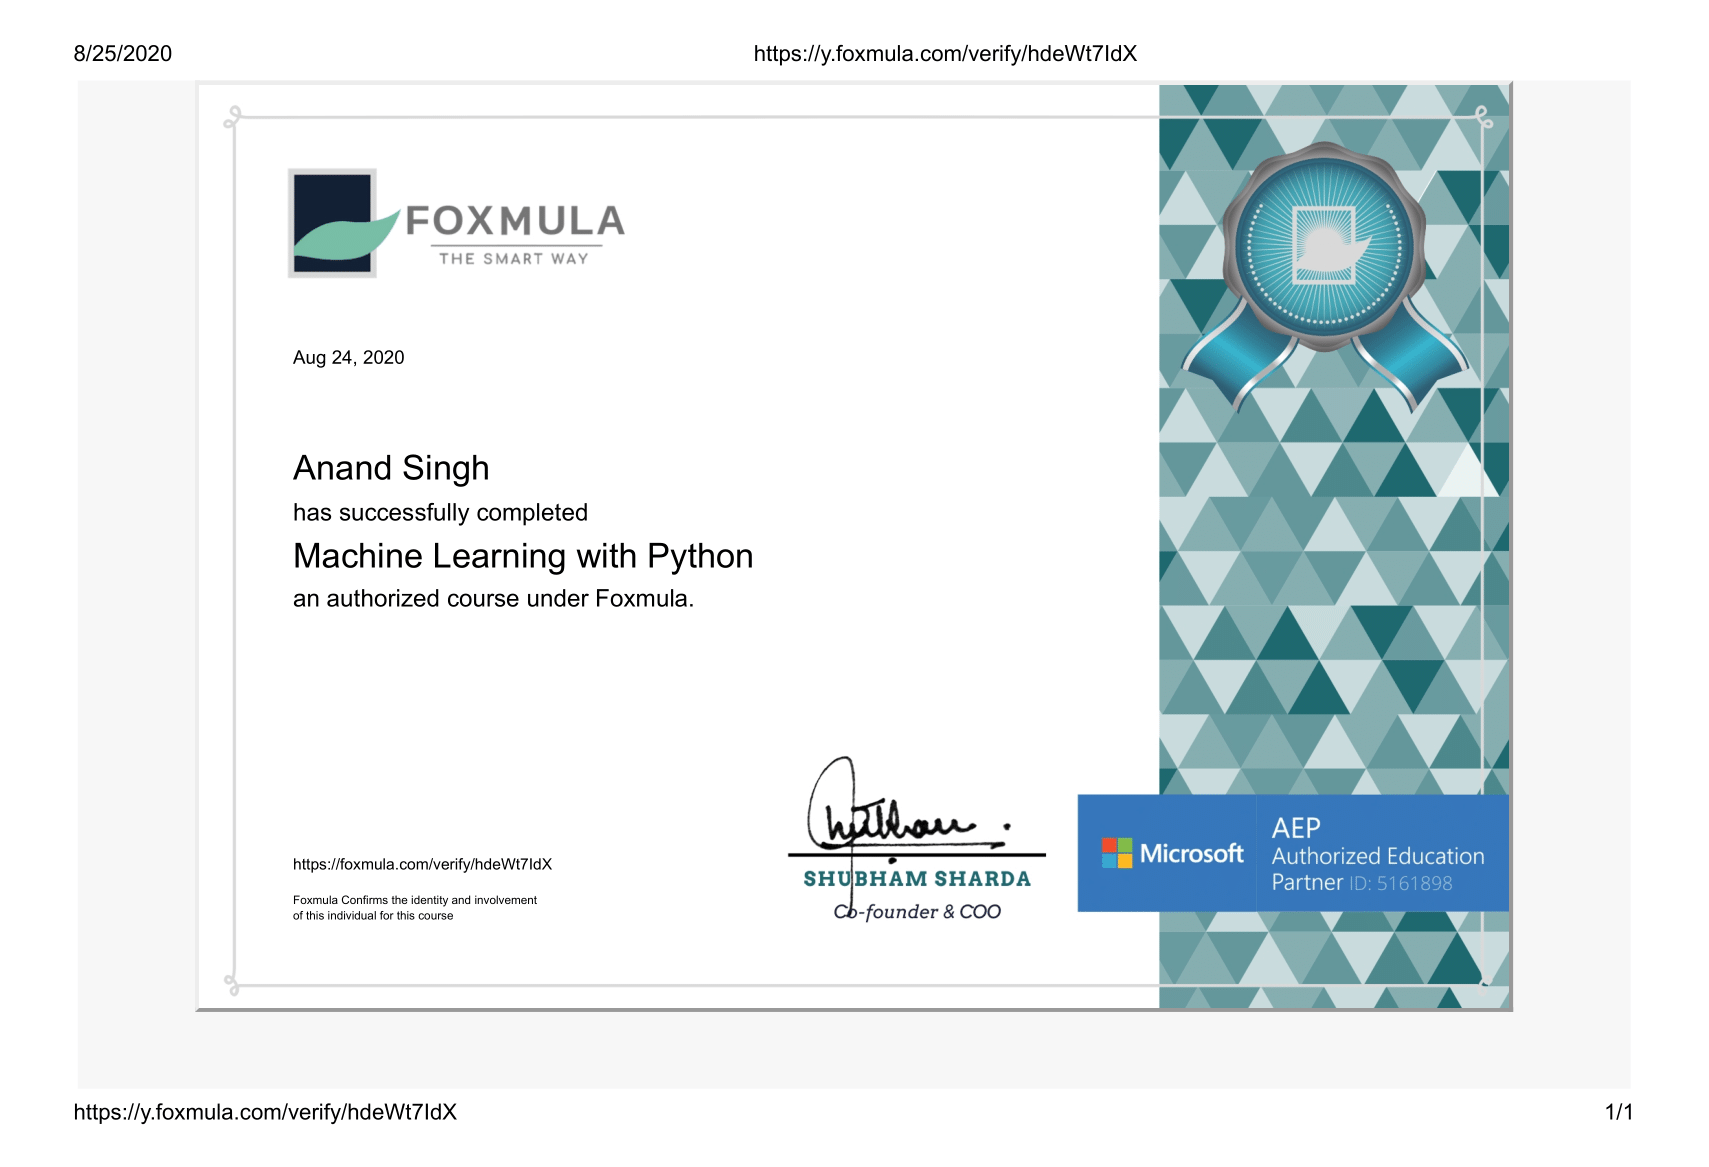 8/25/2020
https://y.foxmula.com/verify/hdeWt7IdX
FOXMULA
THE SMART WAY
Aug 24, 2020
Anand Singh
has successfully completed
Machine Learning with Python
an authorized course under Foxmula.
https://foxmula.com/verify/hdeWt7IdX
Foxmula Confirms the identity and involvement
of this individual for this course
SHUBHAM SHARDA
Co-founder & COO
Microsoft
AEP
Authorized Education
Partner ID: 5161898
https://y.foxmula.com/verify/hdeWt7IdX
1/1